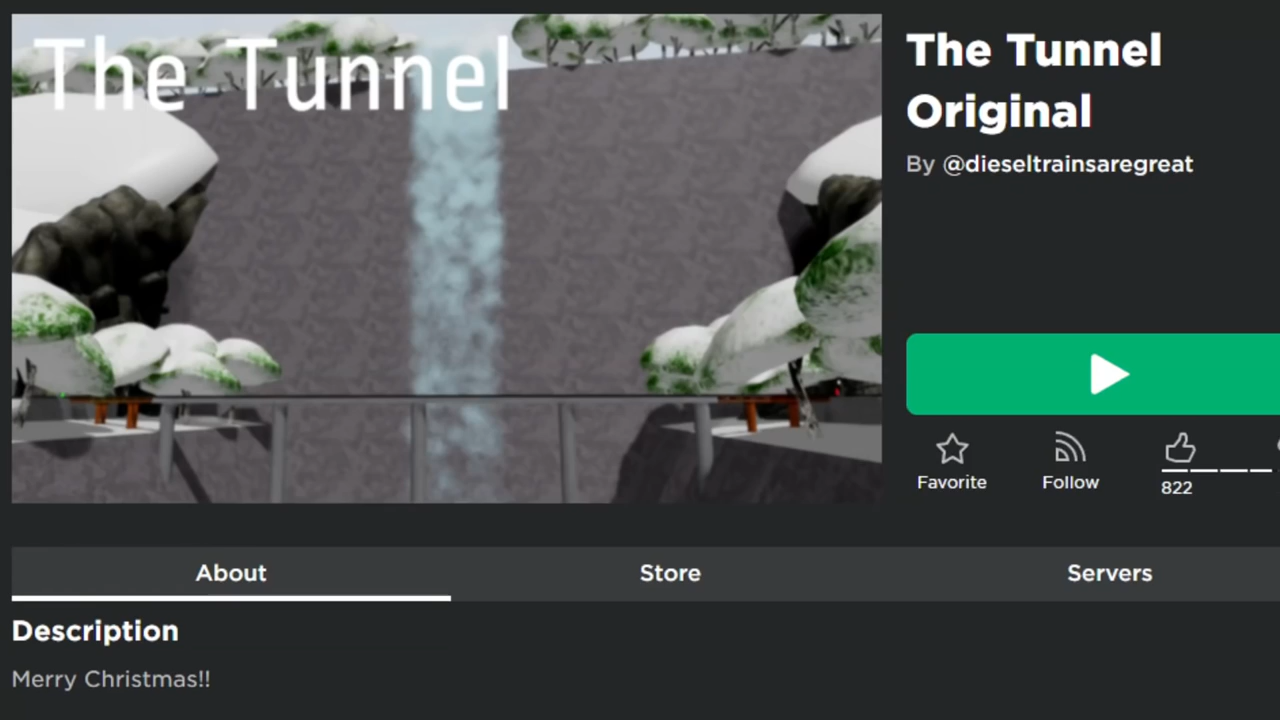 The Tunnel
The Tunnel
Original
By @dieseltrainsaregreat
Favorite
Follow
822
About
Store
Servers
Description
Merry Christmas!!